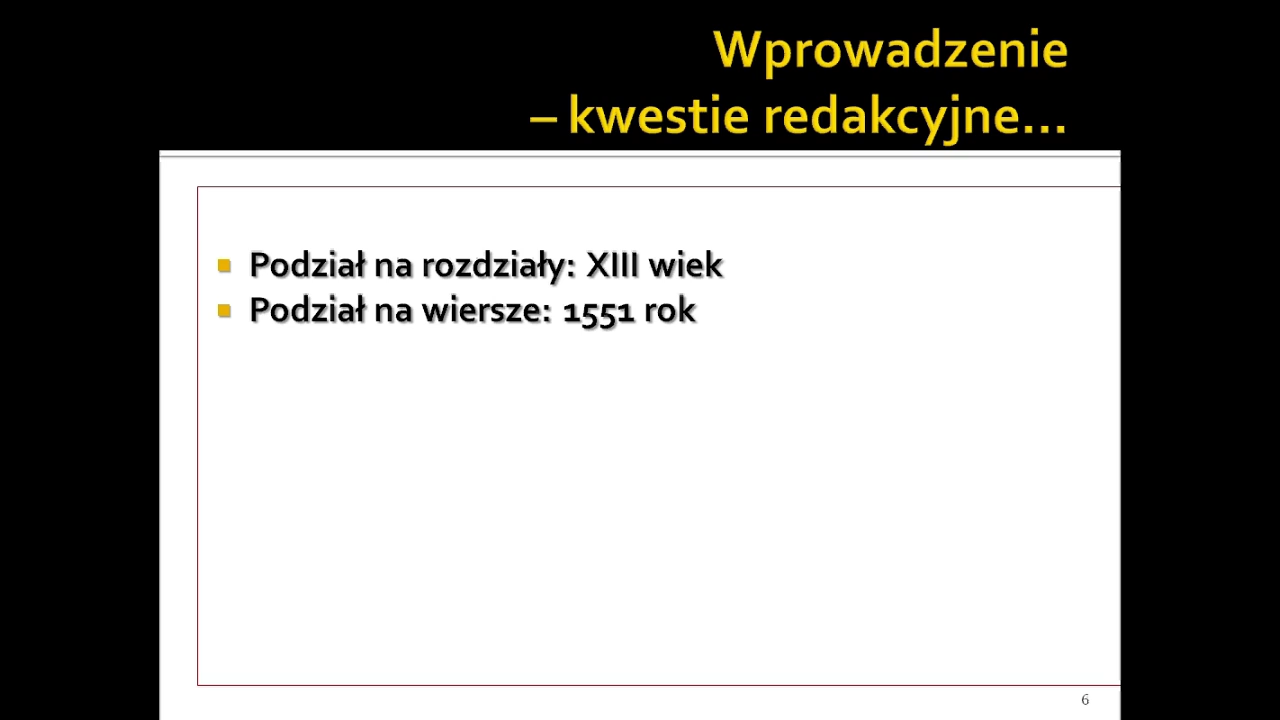 Wprowadzenie
– kwestie redakcyjne...
▪ Podział na rozdziały: XIII wiek
▪ Podział na wiersze: 1551 rok
6